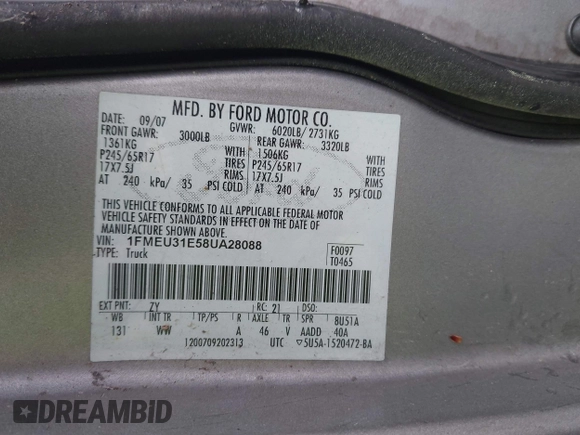 MFD. BY FORD MOTOR CO.
DATE: 09/07 GVWR: 6020LB/ 2731KG
FRONT GAWR: 3000LB REAR GAWR: 3320LB
1361KG WITH 1506KG WITH
P245/65R17 TIRES P245/65R17 TIRES
17X7.5J RIMS 17X7.5J RIMS
AT 240 kPa/ 35 PSI COLD AT 240 kPa/ 35 PSI COLD
THIS VEHICLE CONFORMS TO ALL APPLICABLE FEDERAL MOTOR
VEHICLE SAFETY STANDARDS IN EFFECT ON THE DATE OF
MANUFACTURE SHOWN ABOVE.
VIN: 1FMEU31E58UA28088 F0097
TYPE: Truck T0465
EXT PNT: ZY RC: 21 DSO:
WB INT TR TP/PS R AXLE TR SPR BU51A
131 WW - A 46 V AADD 40A
1200709202313 UTC ▽5U5A-1520472-BA
Ford
DREAMBID